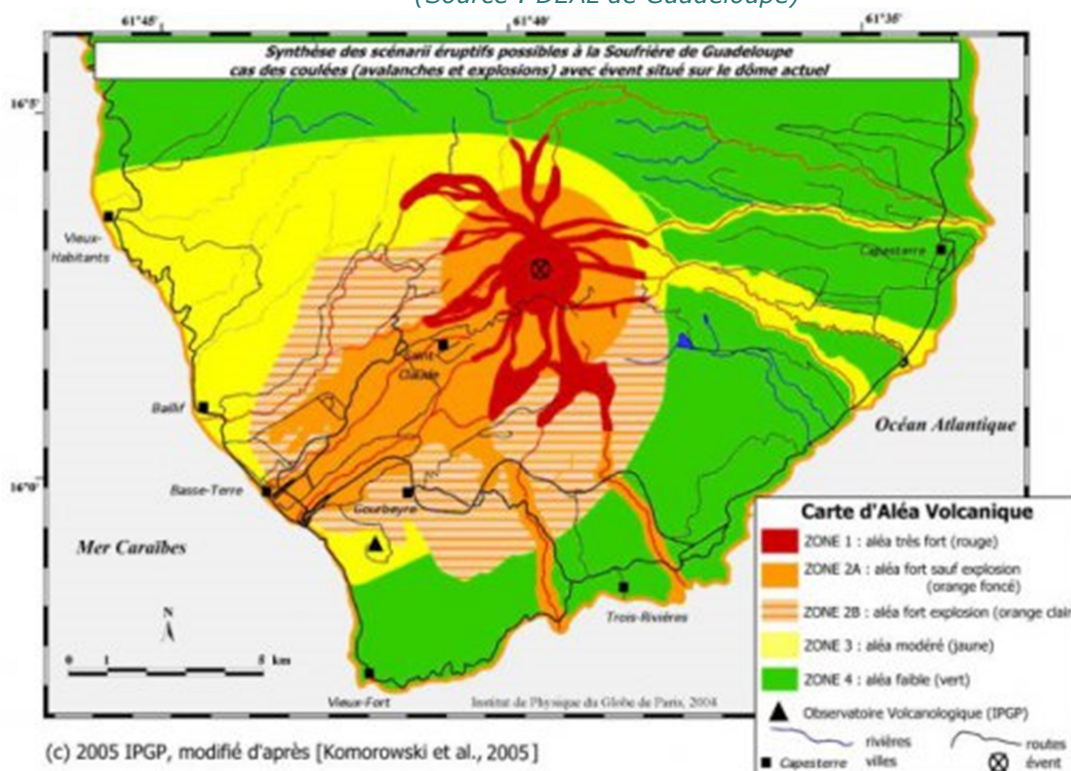 (Source : DEAL de Guadeloupe)
61°45' 61°40' 61°35'
Synthèse des scénarii éruptifs possibles à la Soufrière de Guadeloupe
cas des coulées (avalanches et explosions) avec évent situé sur le dôme actuel
16°5'
Vieux-
Habitants
Capesterre
Saint-
Claude
Baillif
Océan Atlantique
16°0'
Basse-Terre
Gourbeyre
Mer Caraïbes
Trois-Rivières
N
0 1 5 km
Vieux-Fort
Institut de Physique du Globe de Paris, 2004
Carte d'Aléa Volcanique
ZONE 1 : aléa très fort (rouge)
ZONE 2A : aléa fort sauf explosion
(orange foncé)
ZONE 2B : aléa fort explosion (orange clair
ZONE 3 : aléa modéré (jaune)
ZONE 4 : aléa faible (vert)
Observatoire Volcanologique (IPGP)
rivières routes
Capesterre villes évent
(c) 2005 IPGP, modifié d'après [Komorowski et al., 2005]